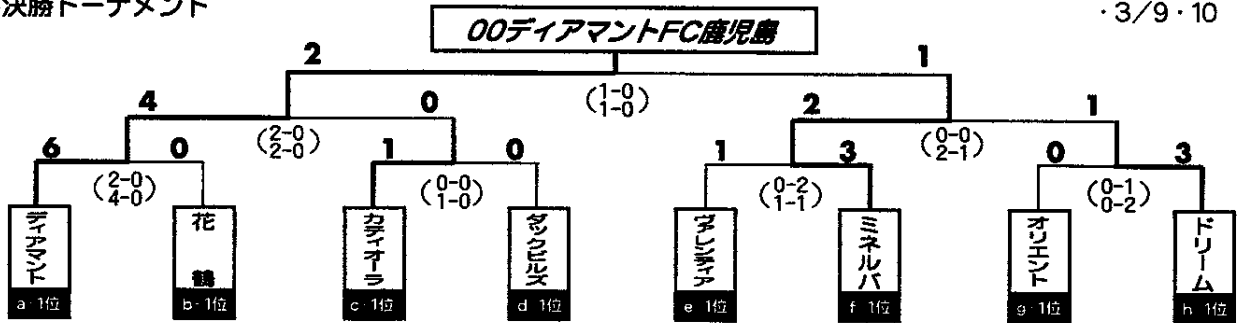 決勝トーナメント
・3/9・10
00ディアマントFC鹿児島
2
1
(1-0
1-0)
4
0
2
1
(2-0
2-0)
(0-0
2-1)
6
0
1
0
1
3
0
3
(2-0
4-0)
(0-0
1-0)
(0-2
1-1)
(0-1
0-2)
ディアマント
花鶴
カティオーラ
ダックビルズ
ヴァレンティア
ミネルバ
オリエント
ドリーム
a・1位
b・1位
c・1位
d 1位
e 1位
f 1位
g・1位
h 1位